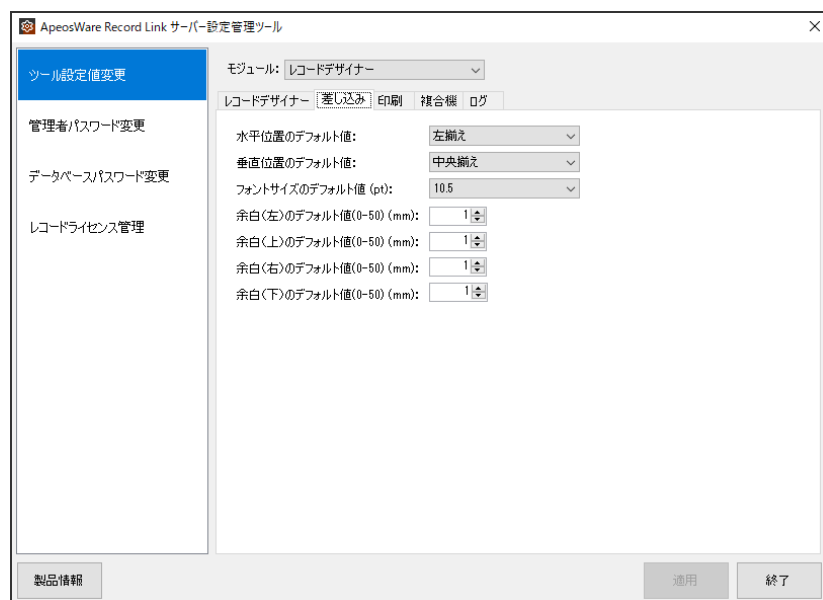 ApeosWare Record Link サーバー設定管理ツール
ツール設定値変更
管理者パスワード変更
データベースパスワード変更
レコードライセンス管理
モジュール: レコードデザイナー
レコードデザイナー 差し込み 印刷 複合機 ログ
水平位置のデフォルト値: 左揃え
垂直位置のデフォルト値: 中央揃え
フォントサイズのデフォルト値 (pt): 10.5
余白(左)のデフォルト値(0-50) (mm): 1
余白(上)のデフォルト値(0-50) (mm): 1
余白(右)のデフォルト値(0-50) (mm): 1
余白(下)のデフォルト値(0-50) (mm): 1
製品情報 適用 終了